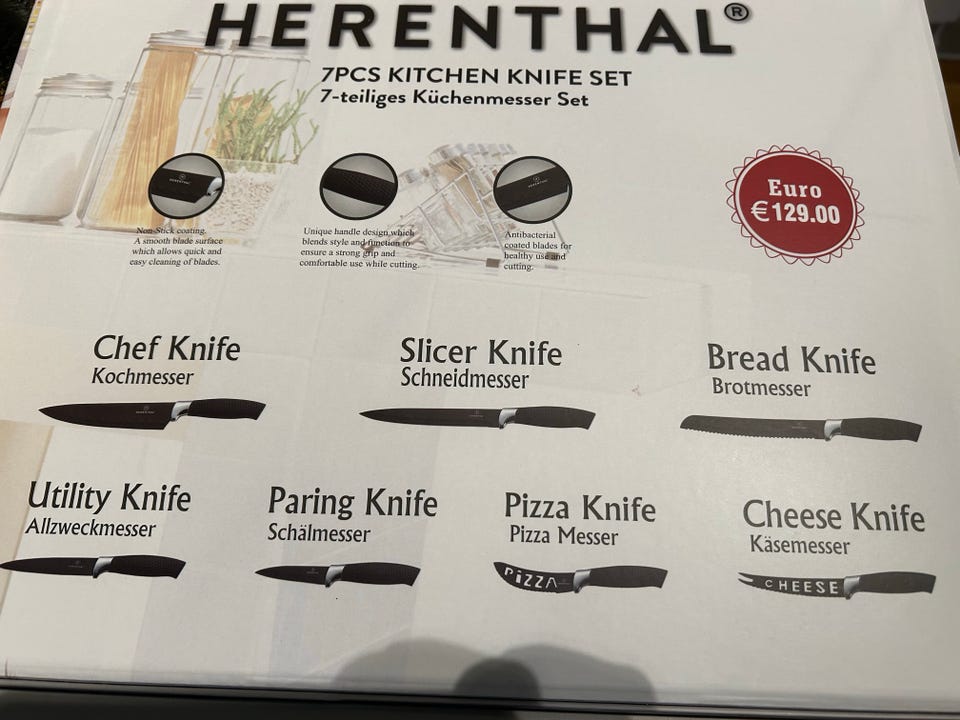 HERENTHAL®
7PCS KITCHEN KNIFE SET
7-teiliges Küchenmesser Set
HERENTHAL
HERENTHAL
Non-Stick coating.
A smooth blade surface
which allows quick and
easy cleaning of blades.
Unique handle design which
blends style and function to
ensure a strong grip and
comfortable use while cutting.
Antibacterial
coated blades for
healthy use and
cutting.
Euro
€129.00
Chef Knife
Kochmesser
Slicer Knife
Schneidmesser
Bread Knife
Brotmesser
Utility Knife
Allzweckmesser
Paring Knife
Schälmesser
Pizza Knife
Pizza Messer
PiZZA
Cheese Knife
Käsemesser
CHEESE